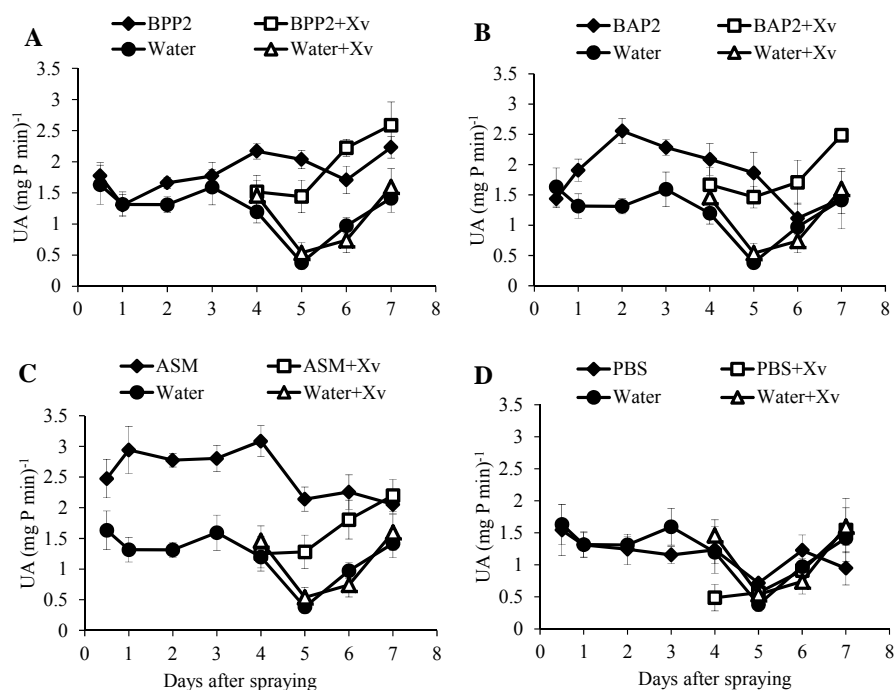 A
BPP2 BPP2+Xv
Water Water+Xv
3.5
3
2.5
2
1.5
1
0.5
0
UA (mg P min)-1
0 1 2 3 4 5 6 7 8
B
BAP2 BAP2+Xv
Water Water+Xv
3.5
3
2.5
2
1.5
1
0.5
0
UA (mg P min)-1
0 1 2 3 4 5 6 7 8
C
ASM ASM+Xv
Water Water+Xv
3.5
3
2.5
2
1.5
1
0.5
0
UA (mg P min)-1
0 1 2 3 4 5 6 7 8
Days after spraying
D
PBS PBS+Xv
Water Water+Xv
3.5
3
2.5
2
1.5
1
0.5
0
UA (mg P min)-1
0 1 2 3 4 5 6 7 8
Days after spraying